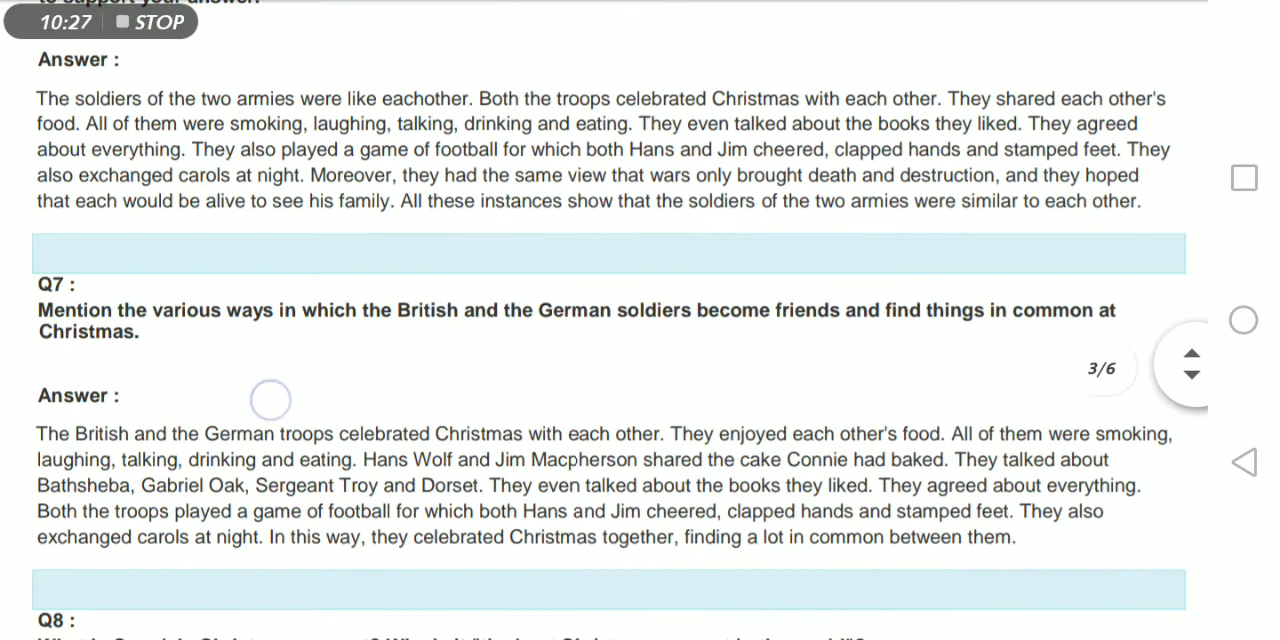 to support your answer.
10:27 STOP
Answer :
The soldiers of the two armies were like eachother. Both the troops celebrated Christmas with each other. They shared each other's
food. All of them were smoking, laughing, talking, drinking and eating. They even talked about the books they liked. They agreed
about everything. They also played a game of football for which both Hans and Jim cheered, clapped hands and stamped feet. They
also exchanged carols at night. Moreover, they had the same view that wars only brought death and destruction, and they hoped
that each would be alive to see his family. All these instances show that the soldiers of the two armies were similar to each other.
Q7 :
Mention the various ways in which the British and the German soldiers become friends and find things in common at
Christmas.
3/6
Answer :
The British and the German troops celebrated Christmas with each other. They enjoyed each other's food. All of them were smoking,
laughing, talking, drinking and eating. Hans Wolf and Jim Macpherson shared the cake Connie had baked. They talked about
Bathsheba, Gabriel Oak, Sergeant Troy and Dorset. They even talked about the books they liked. They agreed about everything.
Both the troops played a game of football for which both Hans and Jim cheered, clapped hands and stamped feet. They also
exchanged carols at night. In this way, they celebrated Christmas together, finding a lot in common between them.
Q8 :